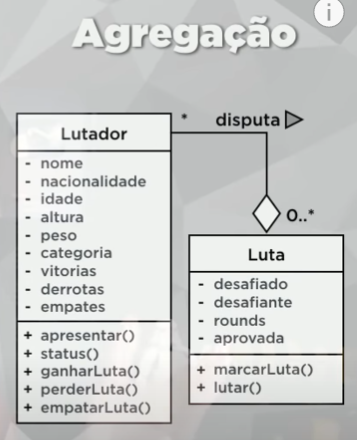 i
Agregação
* disputa
Lutador
- nome
- nacionalidade
- idade
- altura
- peso
- categoria
- vitorias
- derrotas
- empates
+ apresentar()
+ status()
+ ganharLuta()
+ perderLuta()
+ empatarLuta()
0..*
Luta
- desafiado
- desafiante
- rounds
- aprovada
+ marcarLuta()
+ lutar()